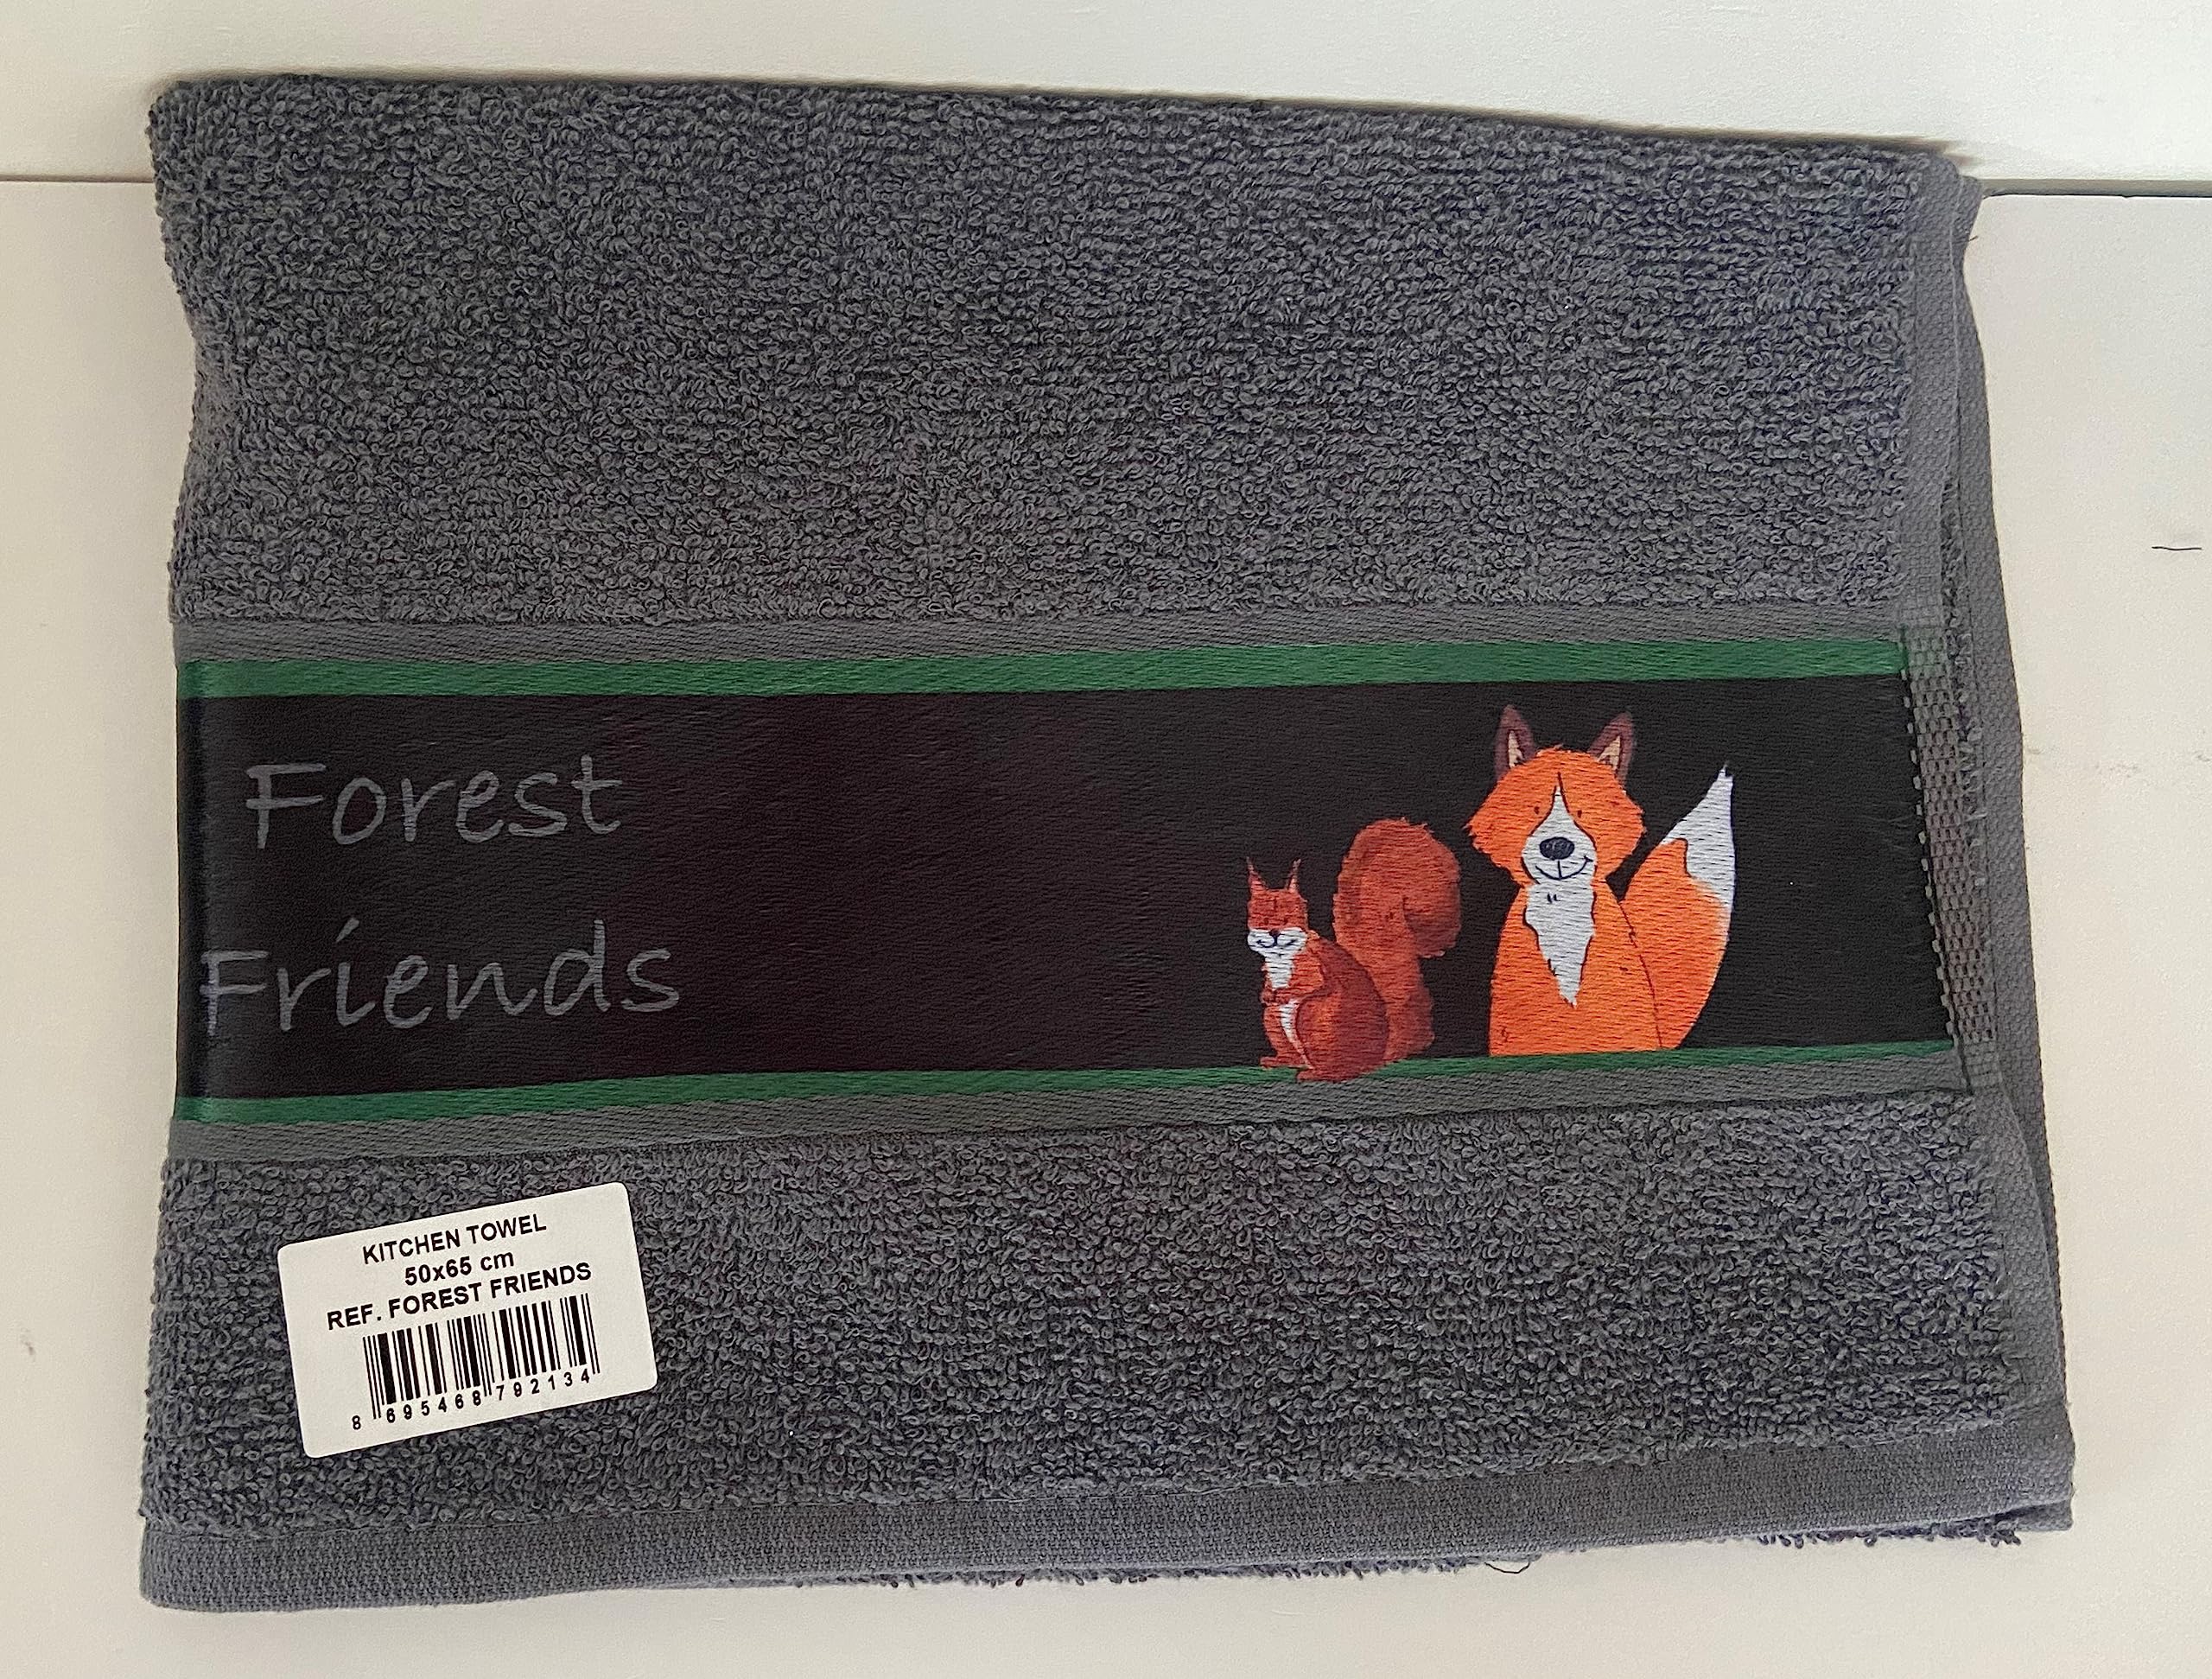 Forest
Friends
KITCHEN TOWEL
50x65 cm
REF. FOREST FRIENDS
8 695468 792134